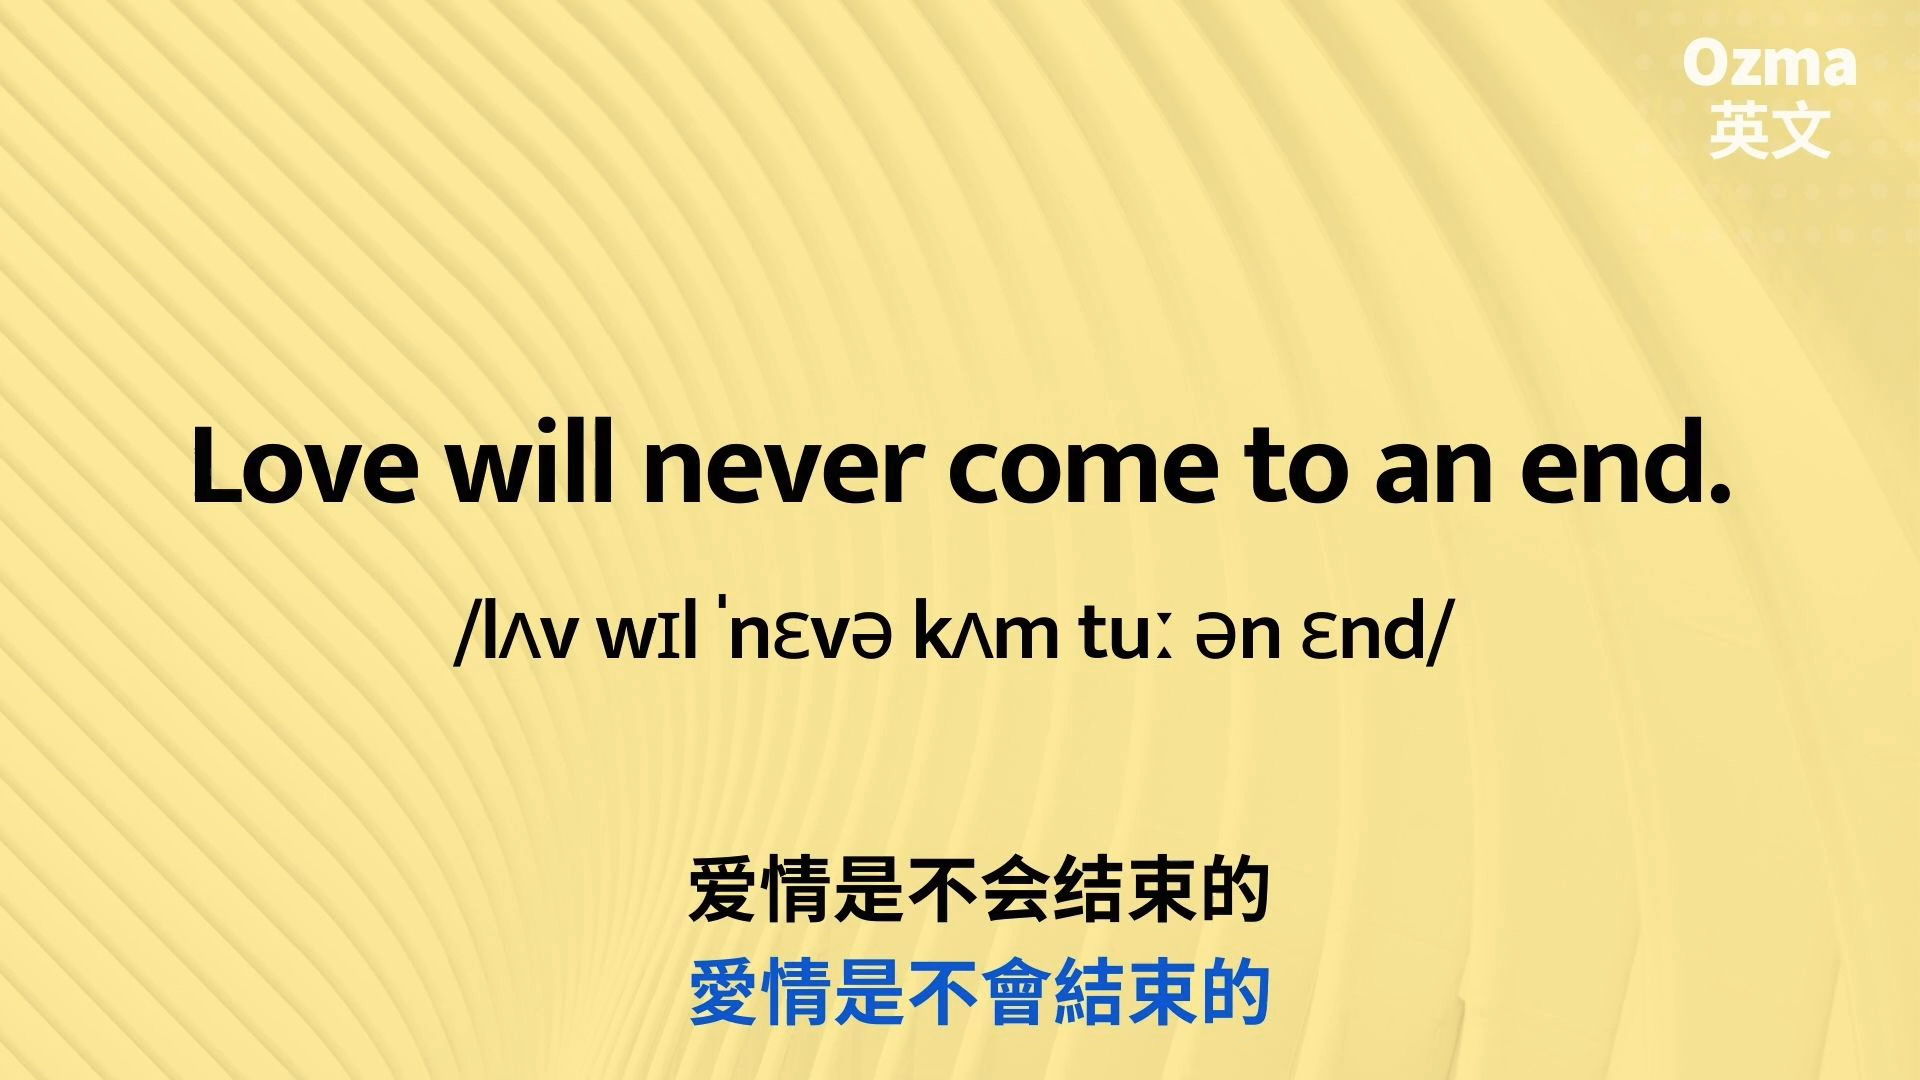 Ozma
英文
Love will never come to an end.
/lʌv wɪl ˈnɛvə kʌm tuː ən ɛnd/
爱情是不会结束的
愛情是不會結束的